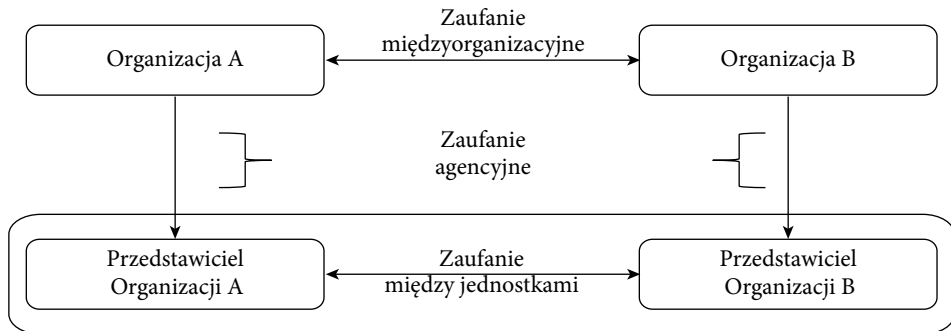 Zaufanie
międzyorganizacyjne
Organizacja A
Organizacja B
Zaufanie
agencyjne
Przedstawiciel
Organizacji A
Zaufanie
między jednostkami
Przedstawiciel
Organizacji B